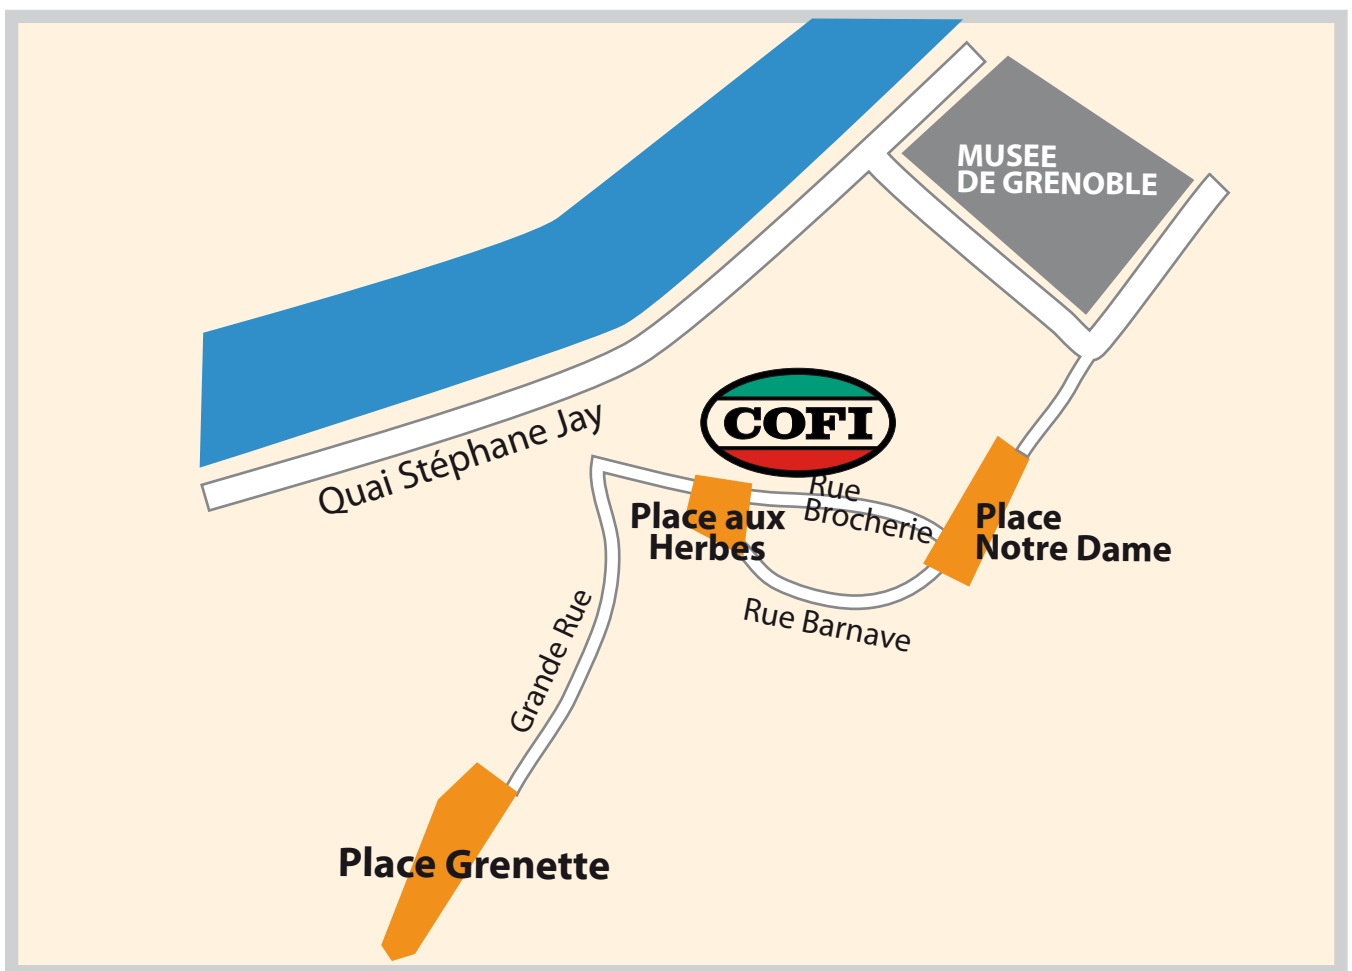 MUSEE
DE GRENOBLE
Quai Stéphane Jay
COFI
Rue
Brocherie
Place aux
Herbes
Place
Notre Dame
Rue Barnave
Grande Rue
Place Grenette